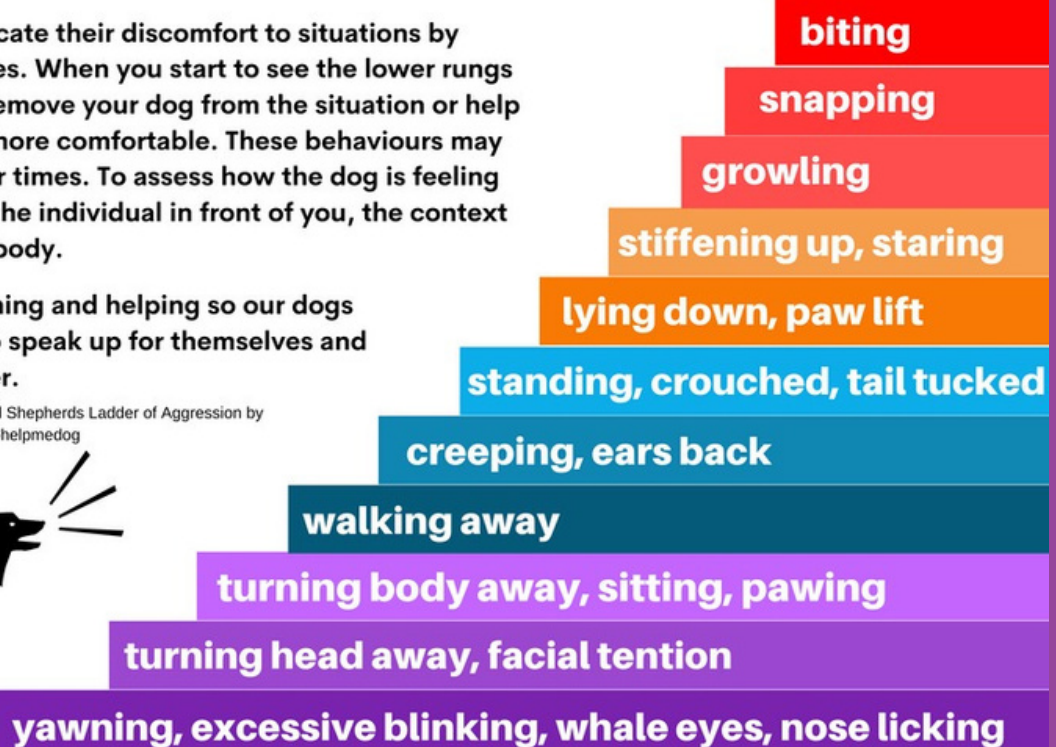 cate their discomfort to situations by
es. When you start to see the lower rungs
emove your dog from the situation or help
more comfortable. These behaviours may
r times. To assess how the dog is feeling
he individual in front of you, the context
body.
ning and helping so our dogs
speak up for themselves and
r.
Shepherds Ladder of Aggression by
helpmedog
biting
snapping
growling
stiffening up, staring
lying down, paw lift
standing, crouched, tail tucked
creeping, ears back
walking away
turning body away, sitting, pawing
turning head away, facial tention
yawning, excessive blinking, whale eyes, nose licking